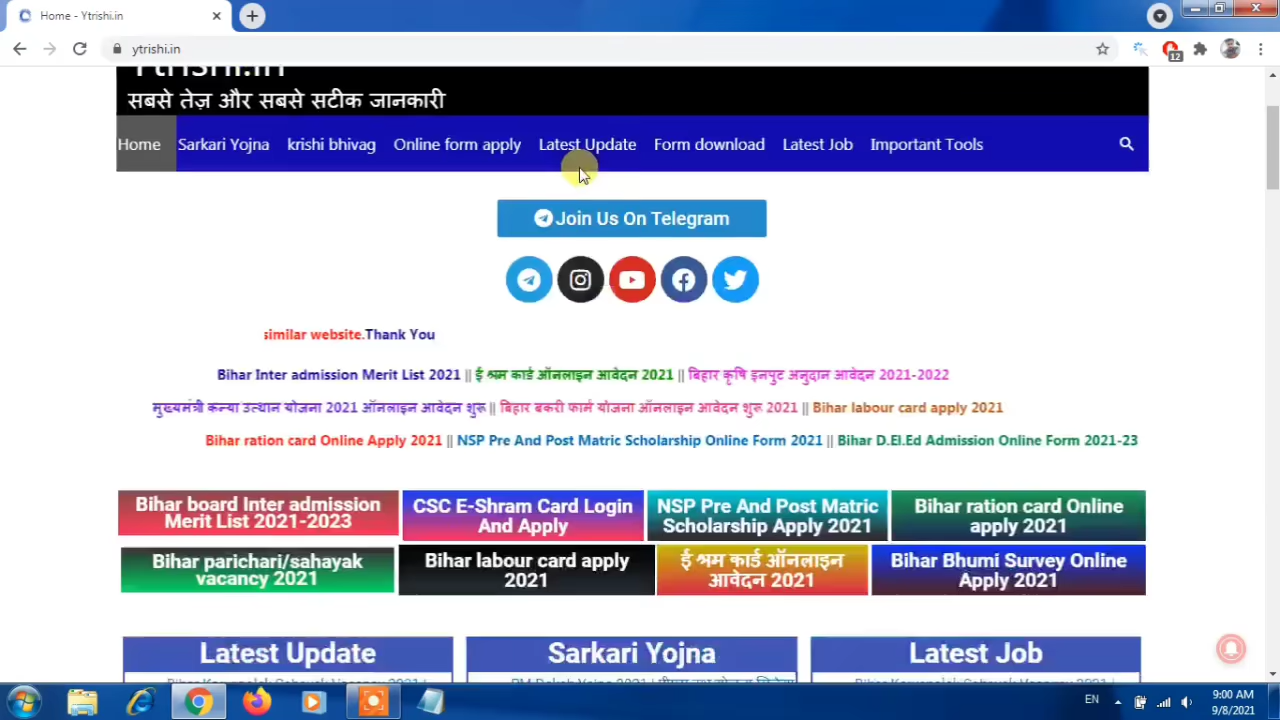 Home - Ytrishi.in
ytrishi.in
12
Ytrishi.in
सबसे तेज़ और सबसे सटीक जानकारी
Home Sarkari Yojna krishi bhivag Online form apply Latest Update Form download Latest Job Important Tools
Join Us On Telegram
similar website.Thank You
Bihar Inter admission Merit List 2021 || ई श्रम कार्ड ऑनलाइन आवेदन 2021 || बिहार कृषि इनपुट अनुदान आवेदन 2021-2022
मुख्यमंत्री कन्या उत्थान योजना 2021 ऑनलाइन आवेदन शुरू || बिहार बकरी फार्म योजना ऑनलाइन आवेदन शुरू 2021 || Bihar labour card apply 2021
Bihar ration card Online Apply 2021 || NSP Pre And Post Matric Scholarship Online Form 2021 || Bihar D.El.Ed Admission Online Form 2021-23
Bihar board Inter admission
Merit List 2021-2023
CSC E-Shram Card Login
And Apply
NSP Pre And Post Matric
Scholarship Apply 2021
Bihar ration card Online
apply 2021
Bihar parichari/sahayak
vacancy 2021
Bihar labour card apply
2021
ई श्रम कार्ड ऑनलाइन
आवेदन 2021
Bihar Bhumi Survey Online
Apply 2021
Latest Update
Sarkari Yojna
Latest Job
EN
9:00 AM
9/8/2021